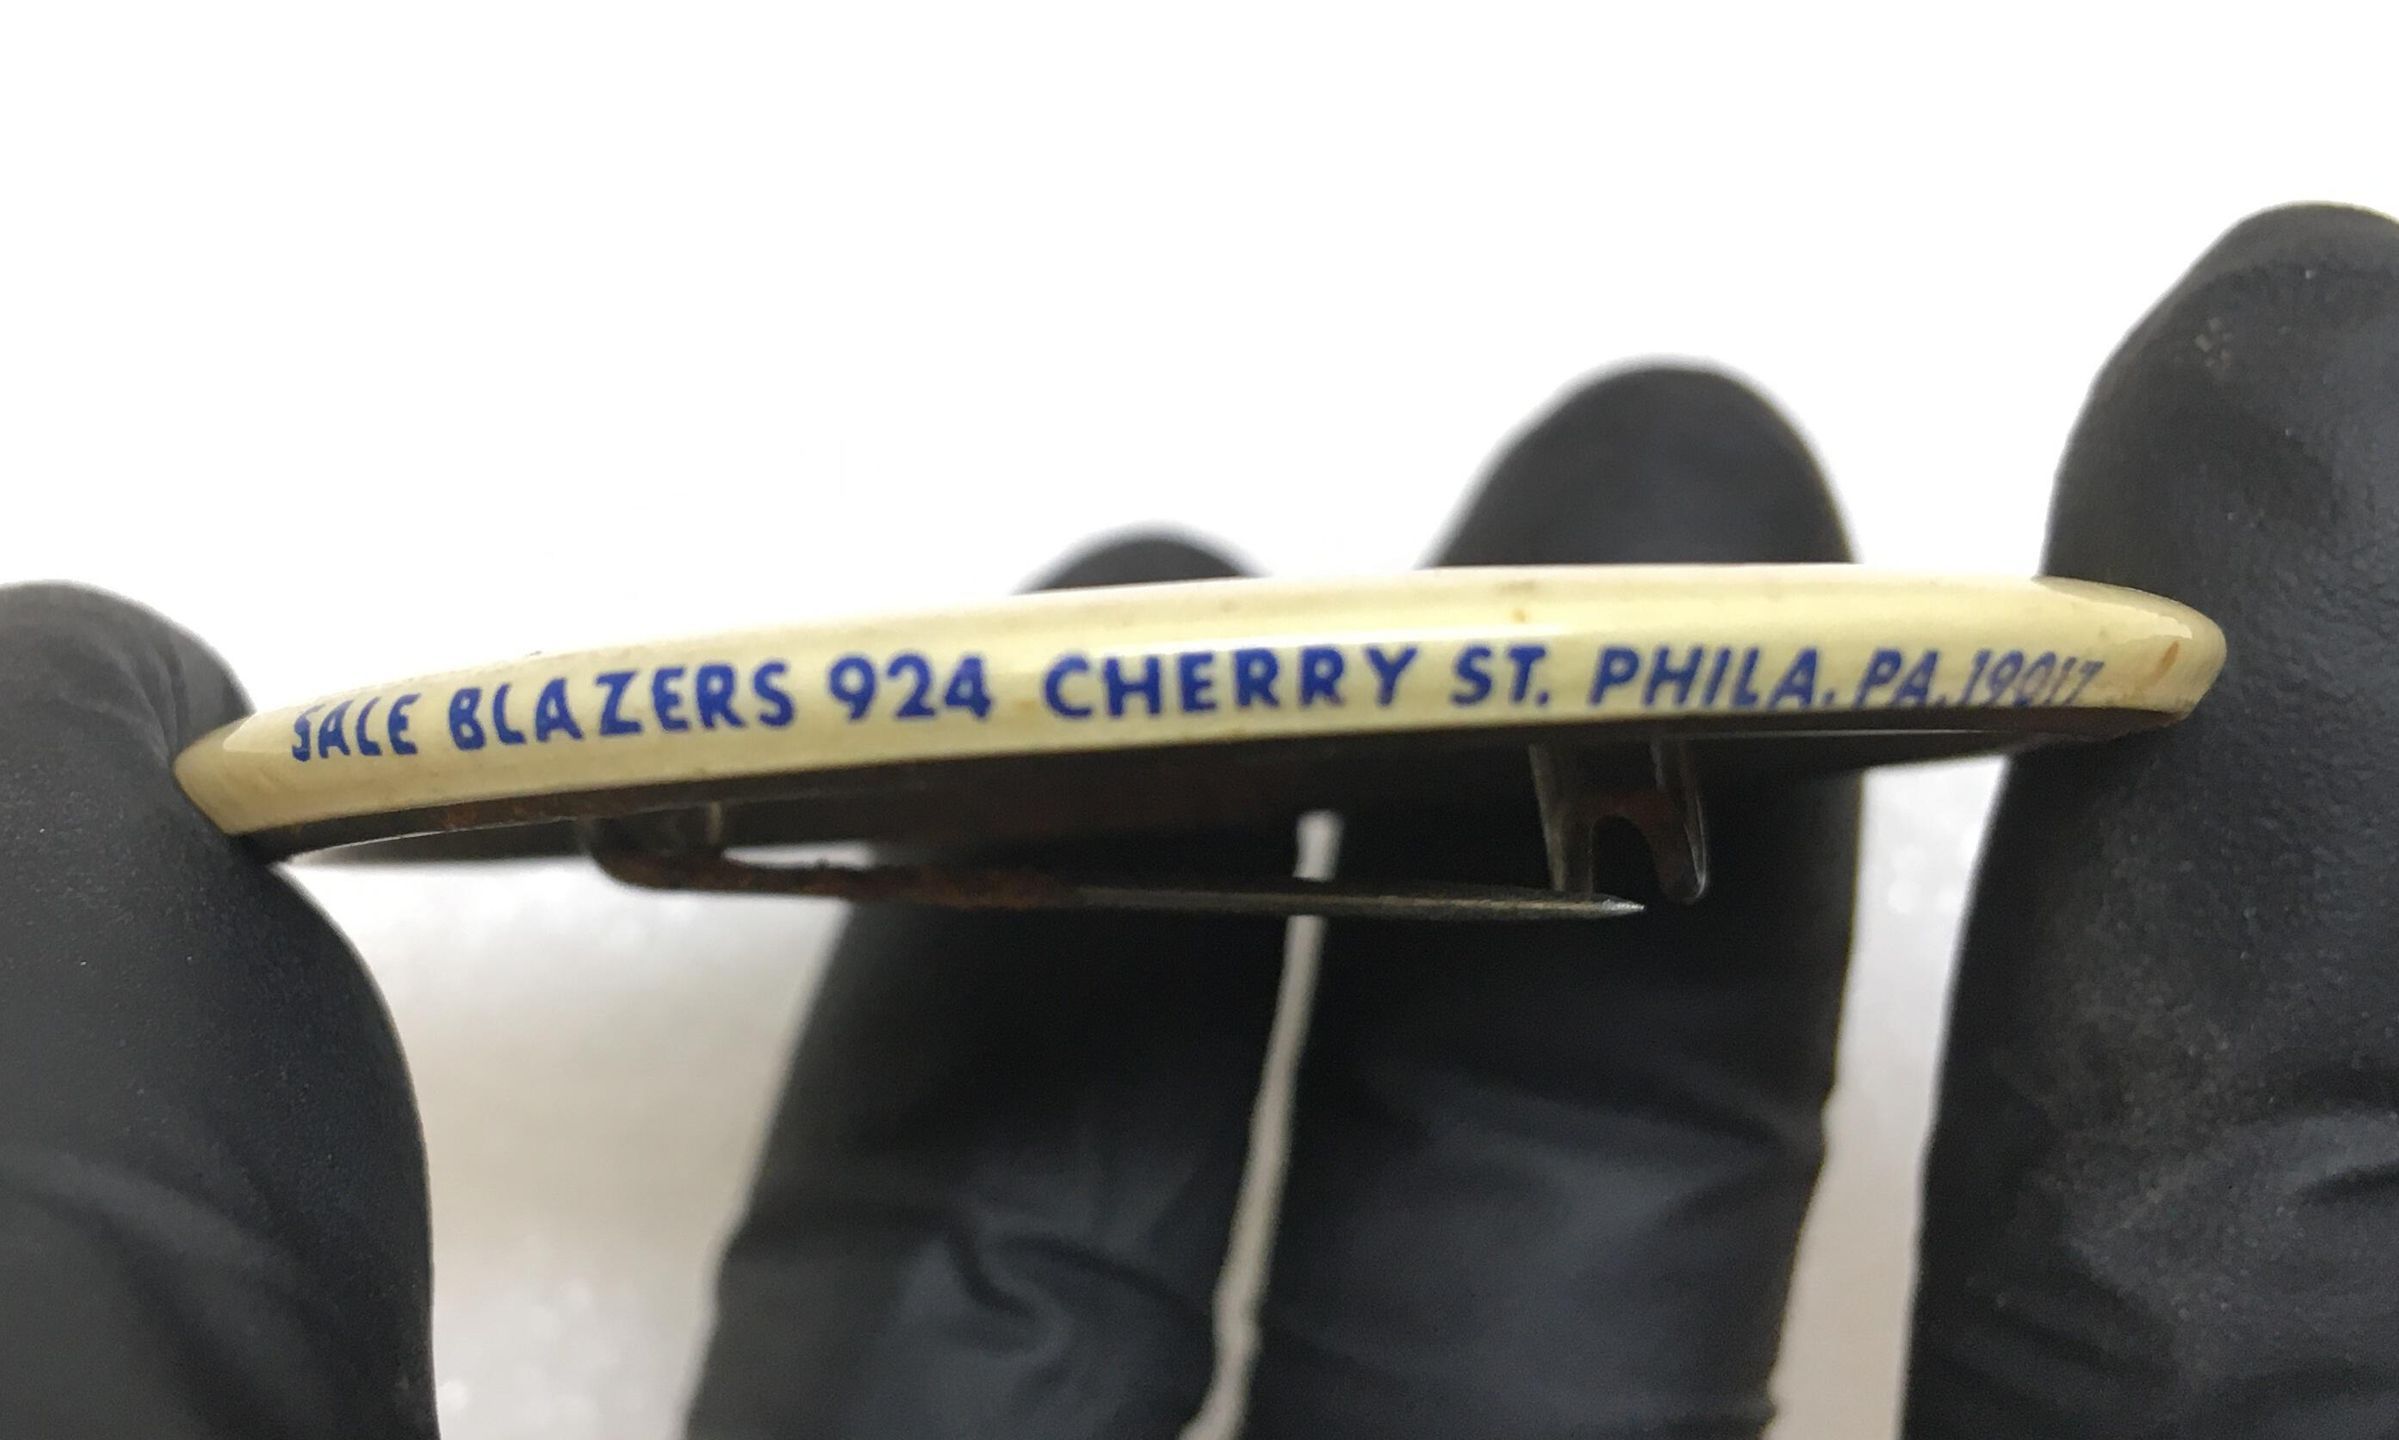 SALE BLAZERS 924 CHERRY ST. PHILA. PA. 19017